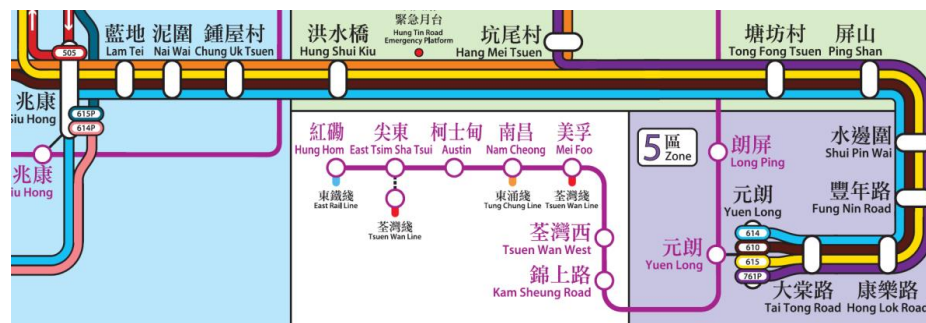 緊急月台
Hung Tin Road
Emergency Platform
505
藍地
Lam Tei
泥圍
Nai Wai
鍾屋村
Chung Uk Tsuen
洪水橋
Hung Shui Kiu
坑尾村
Hang Mei Tsuen
塘坊村
Tong Fong Tsuen
屏山
Ping Shan
兆康
Siu Hong
615P
614P
兆康
Siu Hong
紅磡
Hung Hom
東鐵綫
East Rail Line
尖東
East Tsim Sha Tsui
荃灣綫
Tsuen Wan Line
柯士甸
Austin
南昌
Nam Cheong
東涌綫
Tung Chung Line
美孚
Mei Foo
荃灣綫
Tsuen Wan Line
荃灣西
Tsuen Wan West
錦上路
Kam Sheung Road
5 區
Zone
朗屏
Long Ping
元朗
Yuen Long
元朗
Yuen Long
614
610
615
761P
水邊圍
Shui Pin Wai
豐年路
Fung Nin Road
大棠路
Tai Tong Road
康樂路
Hong Lok Road